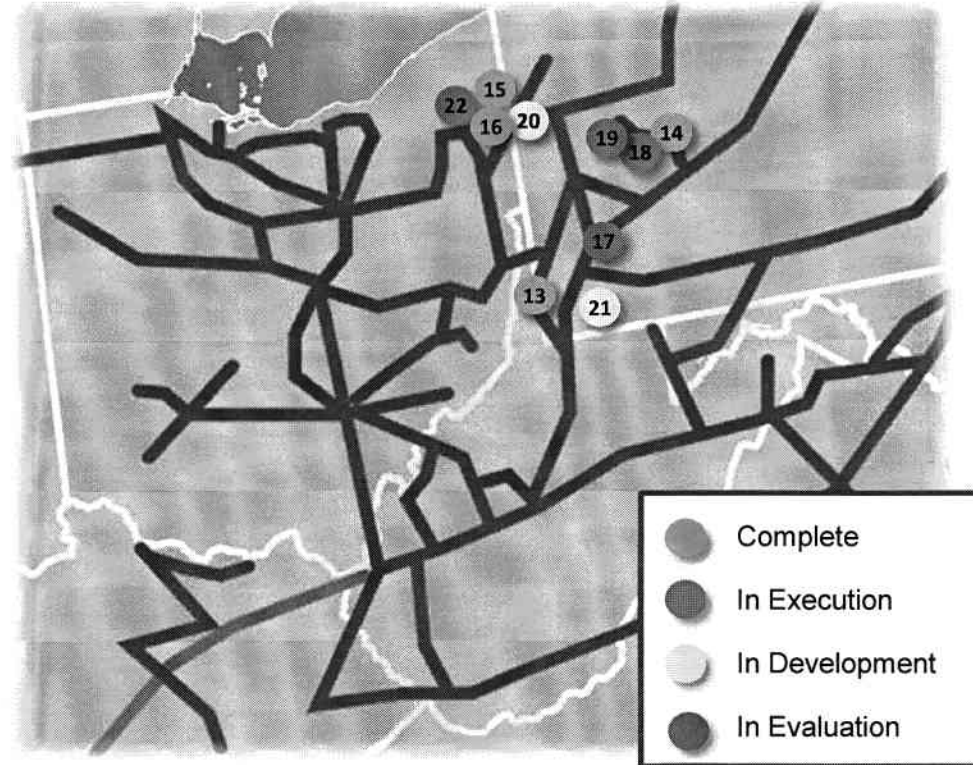 15
22
20
16
19
14
18
17
13
21
Complete
In Execution
In Development
In Evaluation